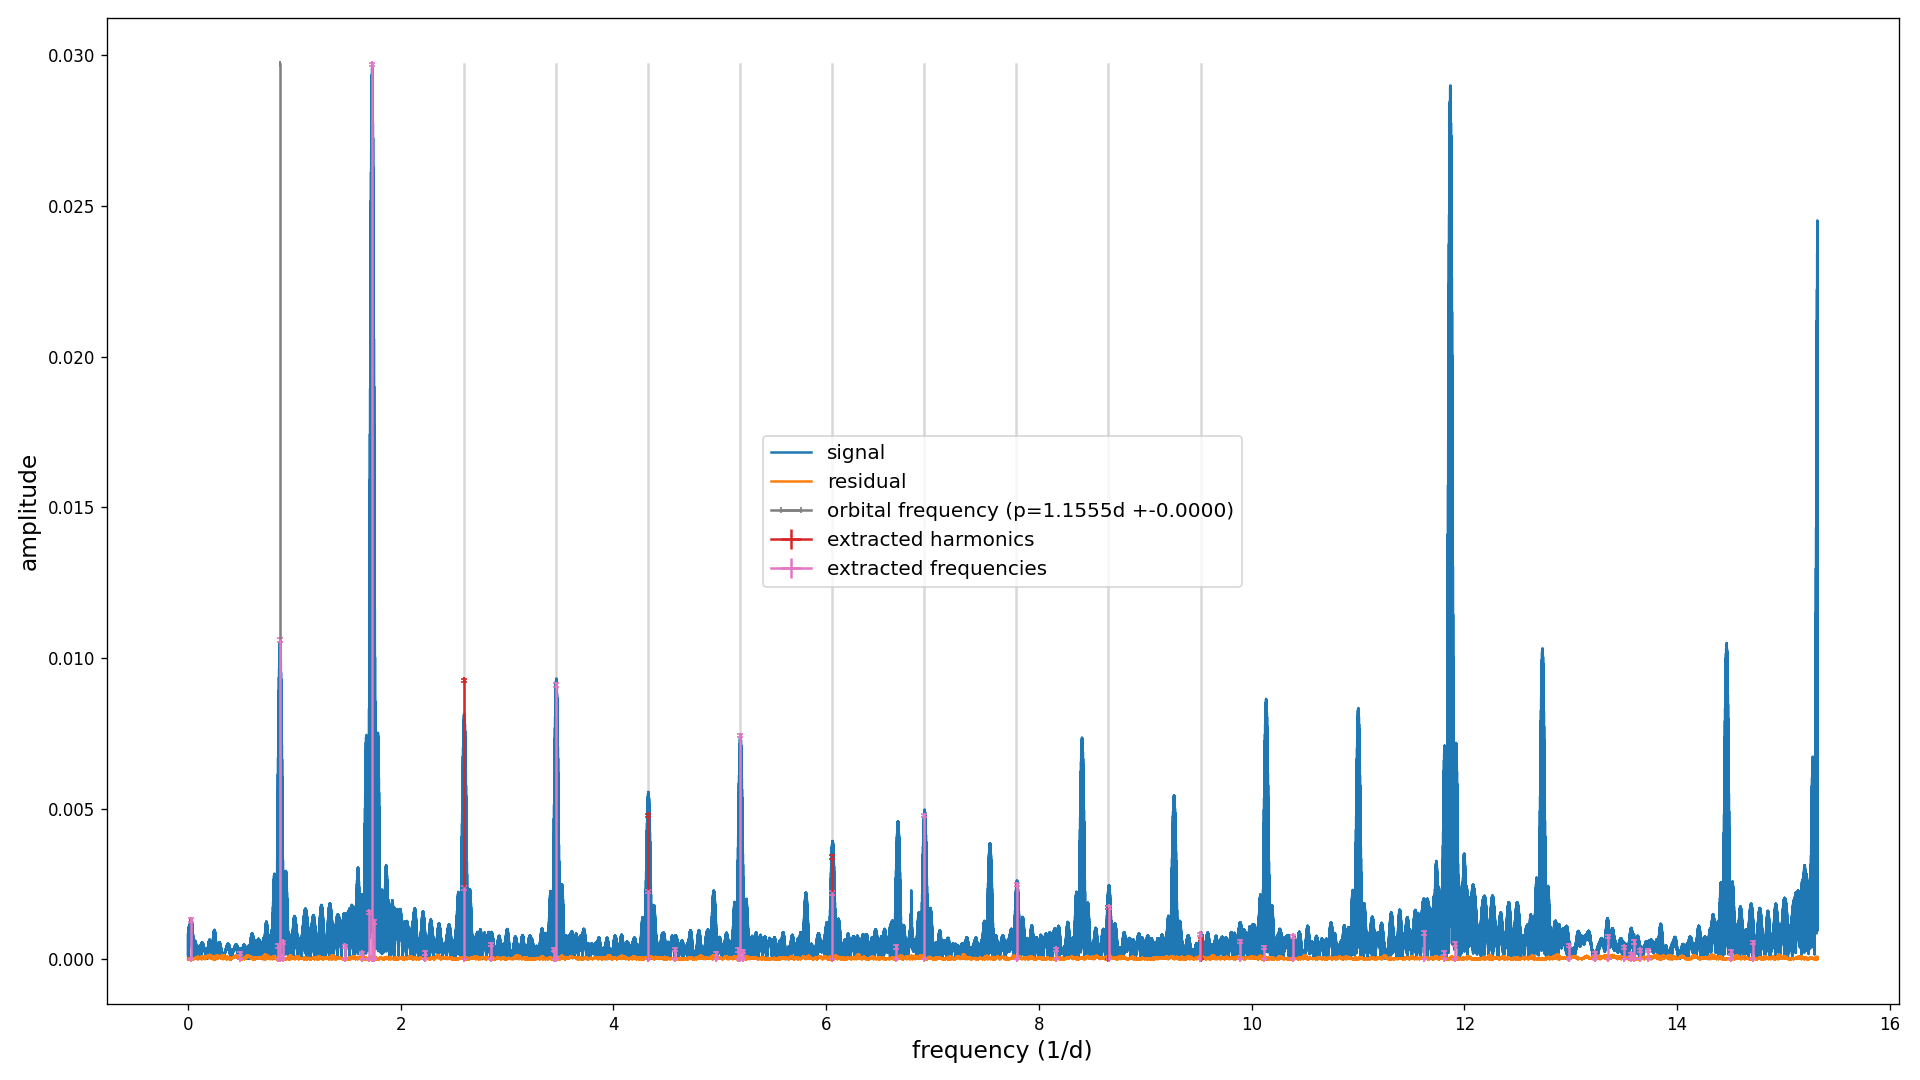 0.030
0.025
0.020
0.015
0.010
0.005
0.000
amplitude
signal
residual
orbital frequency (p=1.1555d +-0.0000)
extracted harmonics
extracted frequencies
0 2 4 6 8 10 12 14 16
frequency (1/d)